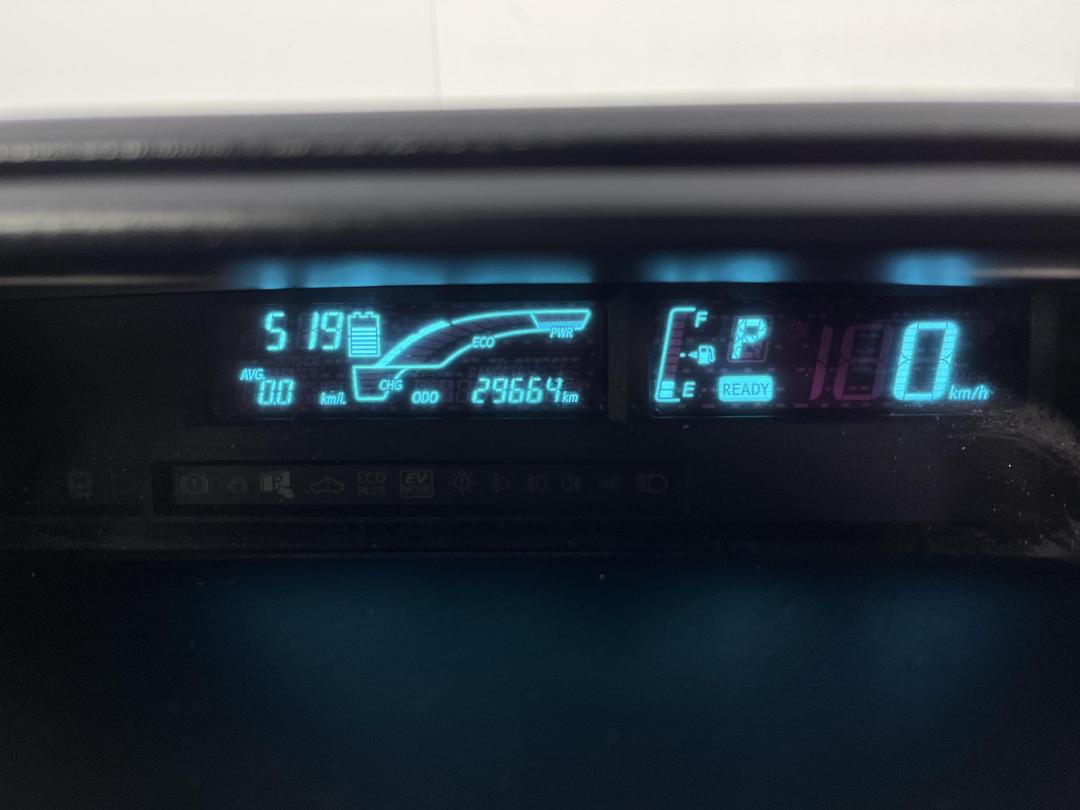 5 19
ECO
PWR
F
P
0
km/h
AVG.
0.0 km/L
CHG
ODO 29664 km
E
READY
P
ECO MODE
EV MODE